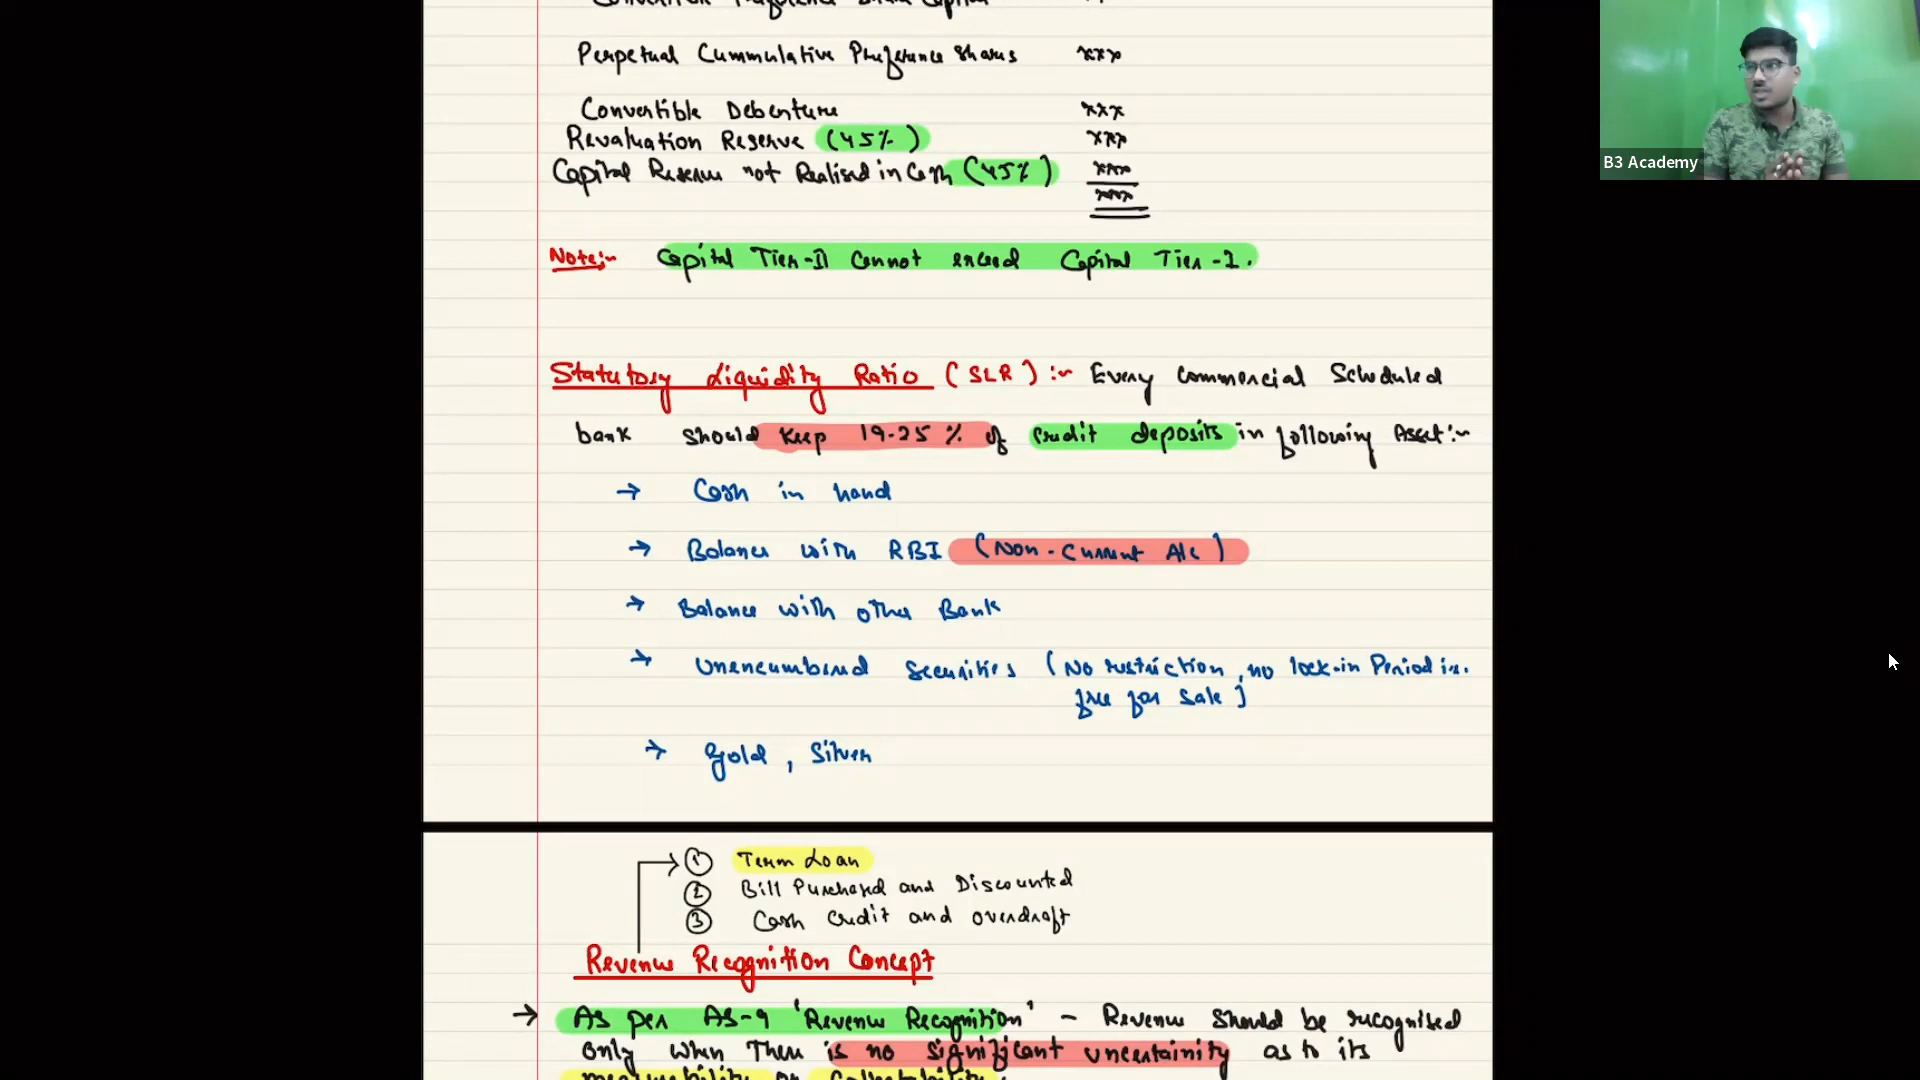 Perpetual Cummulative Preference Shares xxx
Convertible Debenture xxx
Revaluation Reserve (45%) xxx
Capital Reserve not Realised in Cash (45%) xxx
xxx
Note:- Capital Tier-II Cannot exceed Capital Tier-I.
Statutory Liquidity Ratio (SLR) :- Every Commercial Scheduled
bank should keep 19-25% of credit deposits in following Asset:-
→ Cash in hand
→ Balance with RBI (Non-Current A/c)
→ Balance with other Bank
→ Unencumbered Securities (No restriction, no lock-in Period i.e.
free for sale)
→ Gold, Silver
① Term Loan
② Bill Purchased and Discounted
③ Cash Credit and overdraft
Revenue Recognition Concept
→ As per AS-9 'Revenue Recognition' - Revenue should be recognised
only when There is no significant uncertainity as to its
measurability or Collectability.
B3 Academy